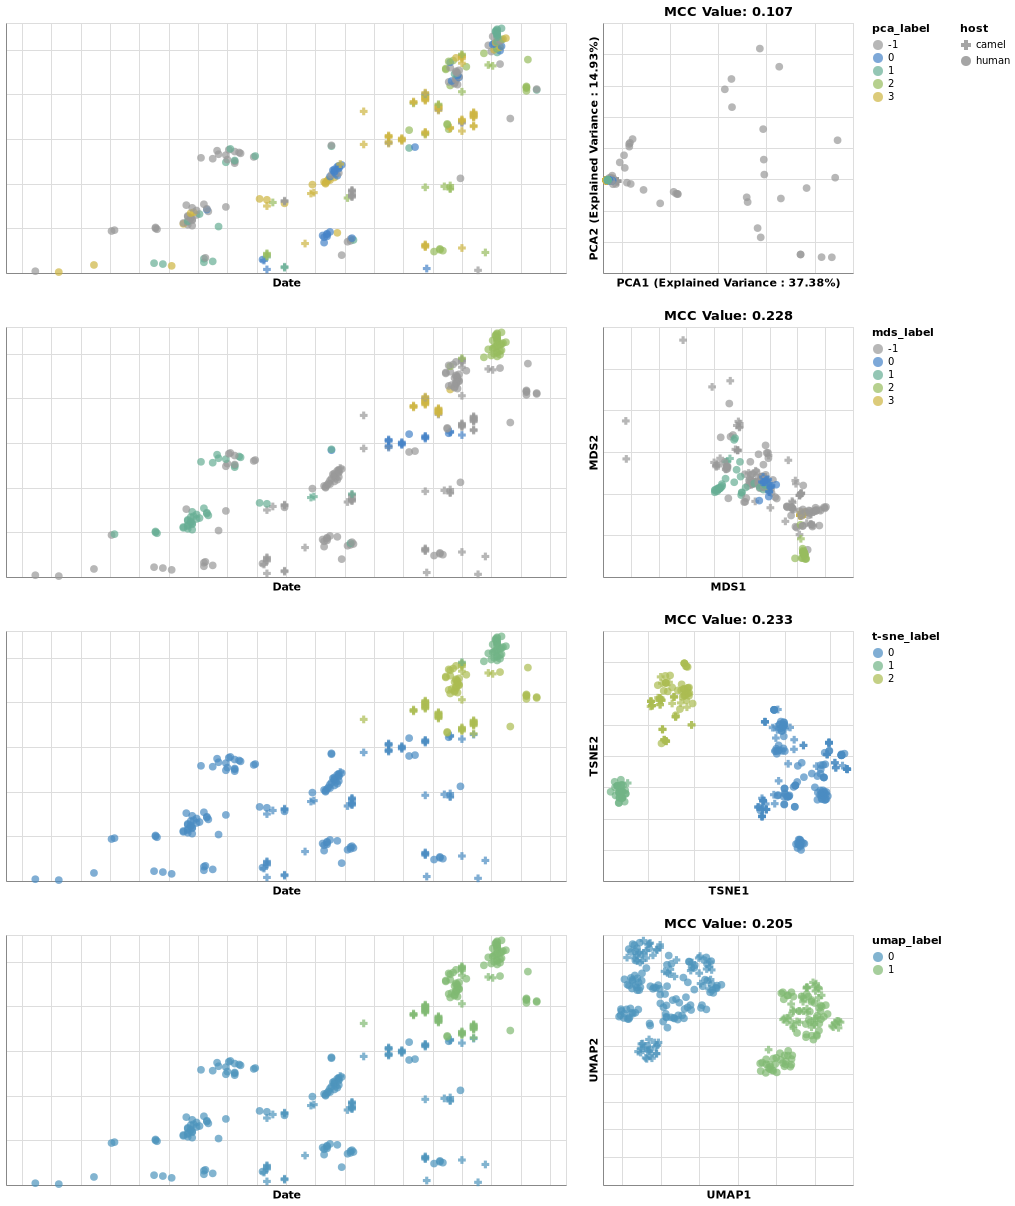 MCC Value: 0.107
PCA2 (Explained Variance : 14.93%)
Date
PCA1 (Explained Variance : 37.38%)
pca_label
-1
0
1
2
3
host
camel
human
MCC Value: 0.228
MDS2
Date
MDS1
mds_label
-1
0
1
2
3
MCC Value: 0.233
TSNE2
Date
TSNE1
t-sne_label
0
1
2
MCC Value: 0.205
UMAP2
Date
UMAP1
umap_label
0
1